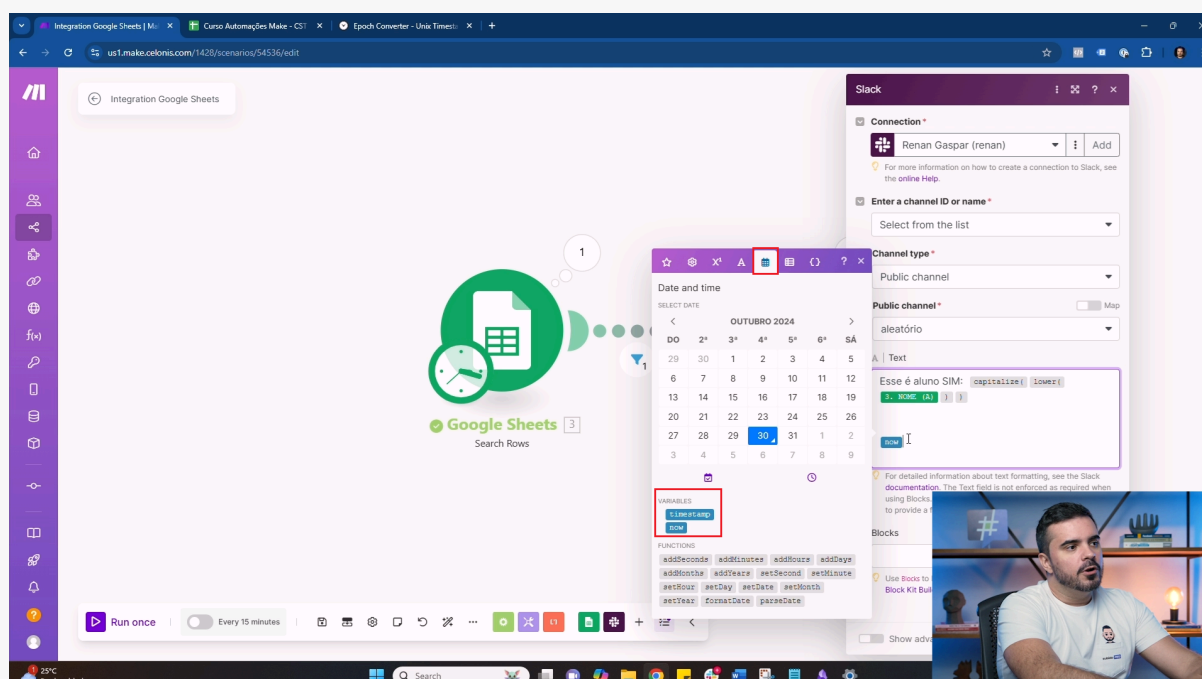 Integration Google Sheets | Ma
Curso Automações Make - CST
Epoch Converter - Unix Timesta
us1.make.celonis.com/1428/scenarios/54536/edit
Integration Google Sheets
1
Google Sheets 3
Search Rows
1
Run once
Every 15 minutes
Date and time
SELECT DATE
OUTUBRO 2024
DO 2ª 3ª 4ª 5ª 6ª SÁ
29 30 1 2 3 4 5
6 7 8 9 10 11 12
13 14 15 16 17 18 19
20 21 22 23 24 25 26
27 28 29 30 31 1 2
3 4 5 6 7 8 9
VARIABLES
timestamp
now
FUNCTIONS
addSeconds addMinutes addHours addDays
addMonths addYears setSecond setMinute
setHour setDay setDate setMonth
setYear formatDate parseDate
Slack
Connection *
Renan Gaspar (renan)
Add
For more information on how to create a connection to Slack, see
the online Help.
Enter a channel ID or name *
Select from the list
Channel type *
Public channel
Public channel *
Map
aleatório
A | Text
Esse é aluno SIM: capitalize( lower(
3. NOME (A) ) )
now
For detailed information about text formatting, see the Slack
documentation. The Text field is not enforced as required when
using Blocks.
to provide a
Blocks
Use Blocks to
Block Kit Buil
Show adva
25°C
Search